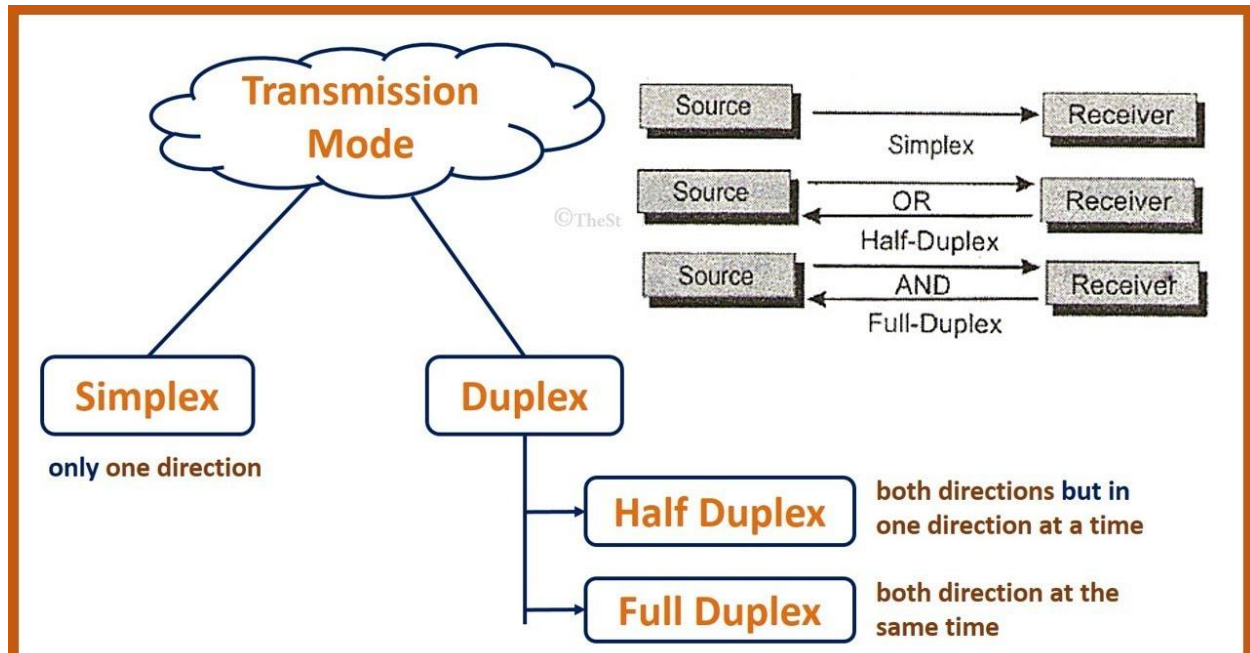 Transmission
Mode
Source
Receiver
Simplex
Source
OR
Receiver
Half-Duplex
Source
AND
Receiver
Full-Duplex
©TheSt
Simplex
only one direction
Duplex
Half Duplex
both directions but in
one direction at a time
Full Duplex
both direction at the
same time